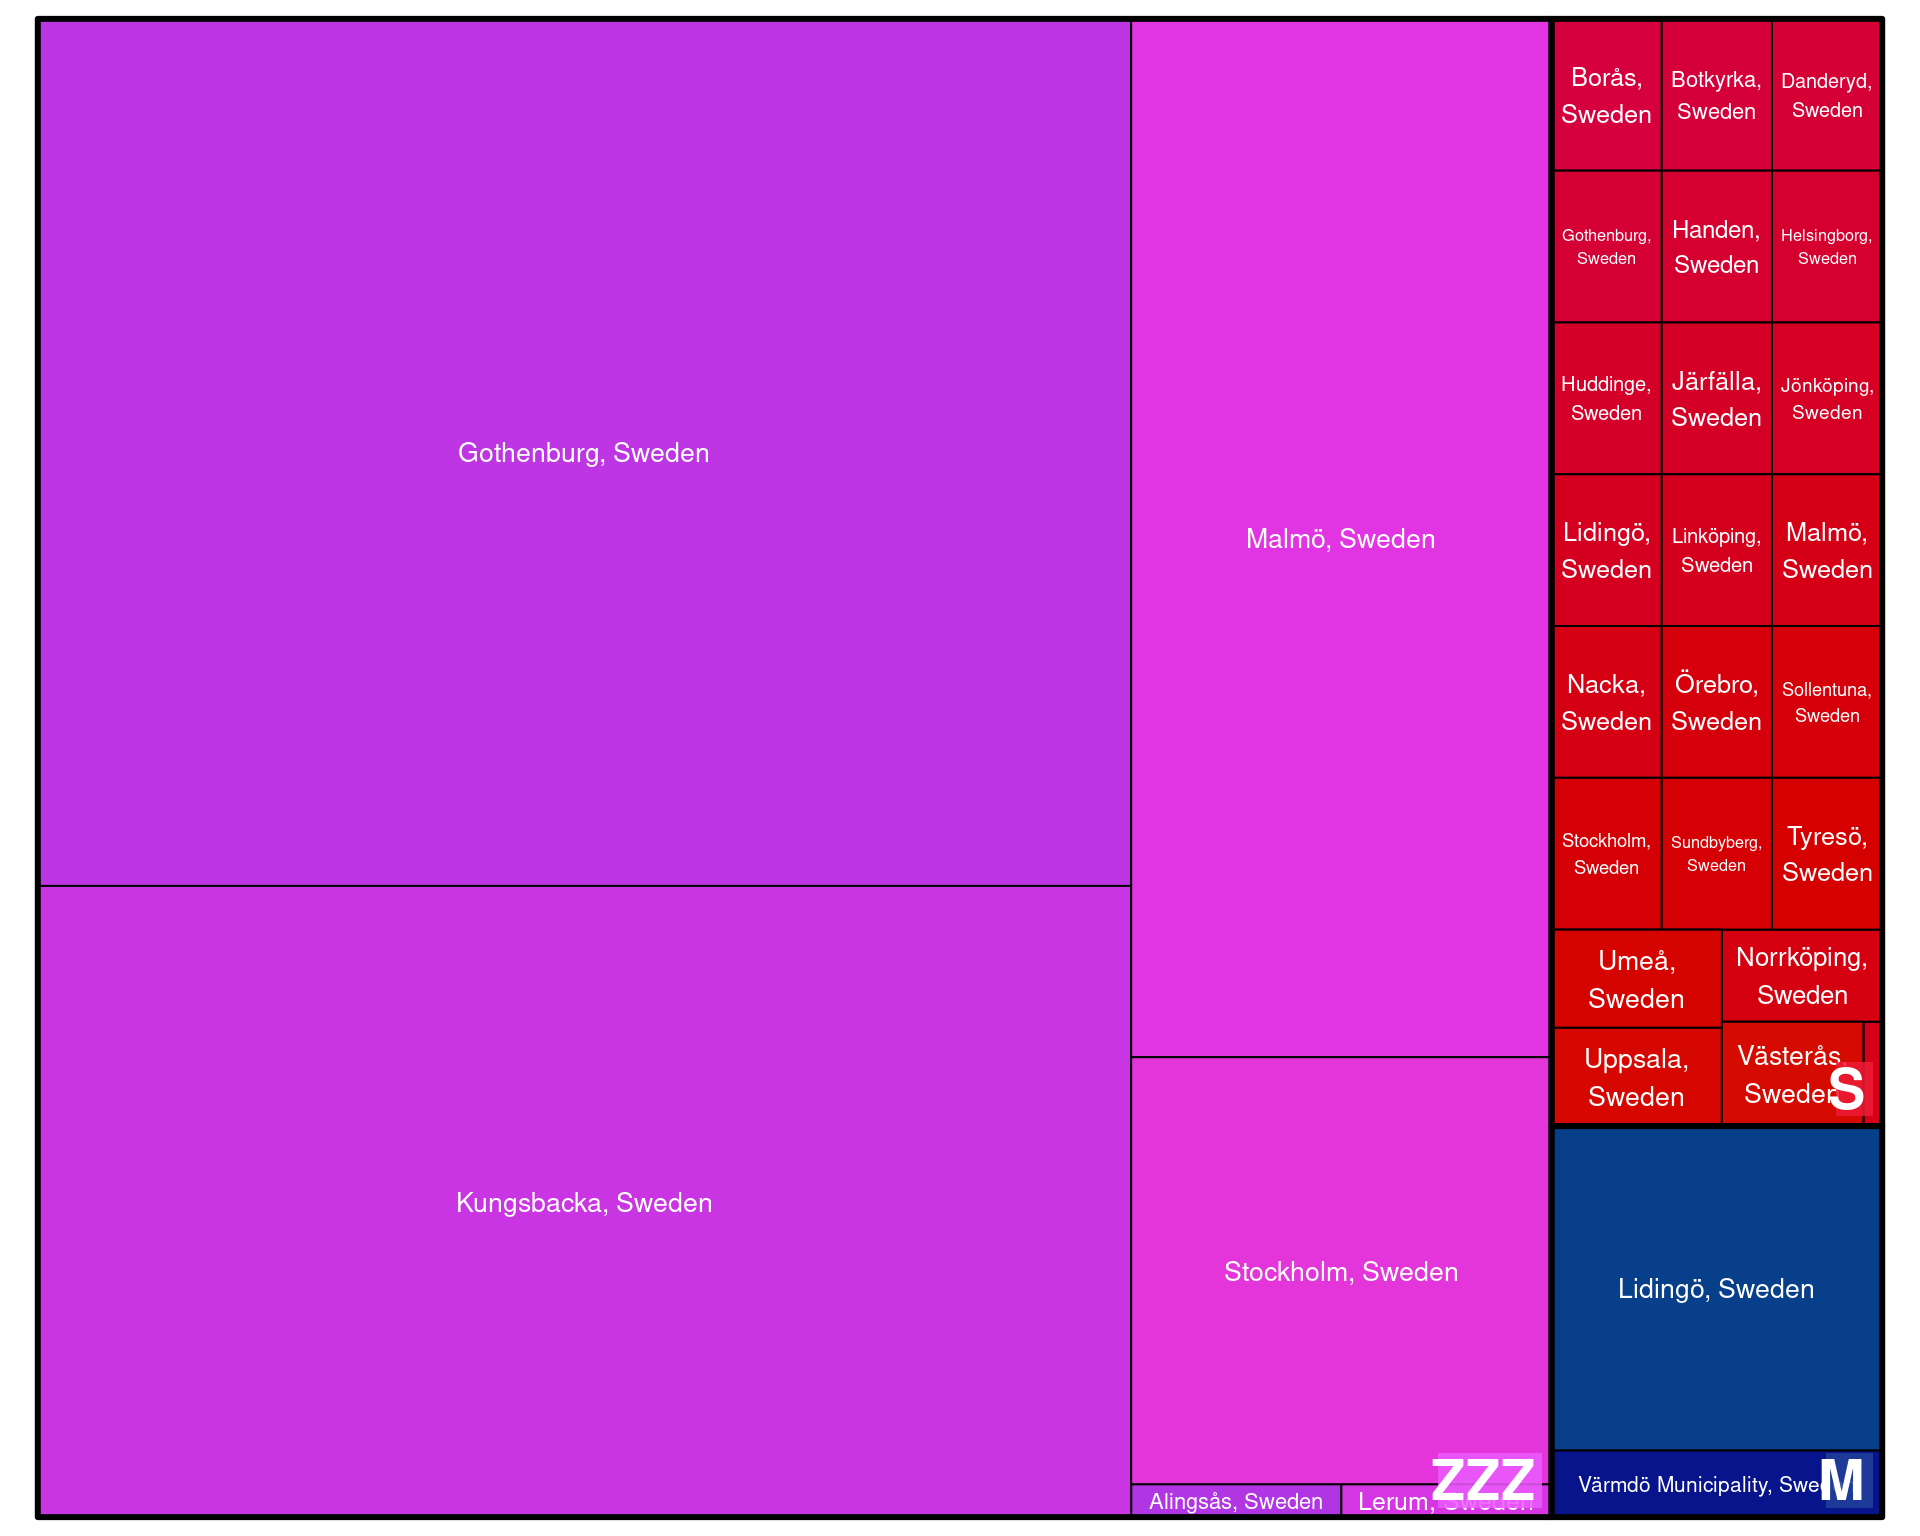 Gothenburg, Sweden
Kungsbacka, Sweden
Malmö, Sweden
Stockholm, Sweden
Alingsås, Sweden
Lerum, Sweden
ZZZ
Borås,
Sweden
Botkyrka,
Sweden
Danderyd,
Sweden
Gothenburg,
Sweden
Handen,
Sweden
Helsingborg,
Sweden
Huddinge,
Sweden
Järfälla,
Sweden
Jönköping,
Sweden
Lidingö,
Sweden
Linköping,
Sweden
Malmö,
Sweden
Nacka,
Sweden
Örebro,
Sweden
Sollentuna,
Sweden
Stockholm,
Sweden
Sundbyberg,
Sweden
Tyresö,
Sweden
Umeå,
Sweden
Norrköping,
Sweden
Uppsala,
Sweden
Västerås,
Sweden
S
Lidingö, Sweden
Värmdö Municipality, Swe
M